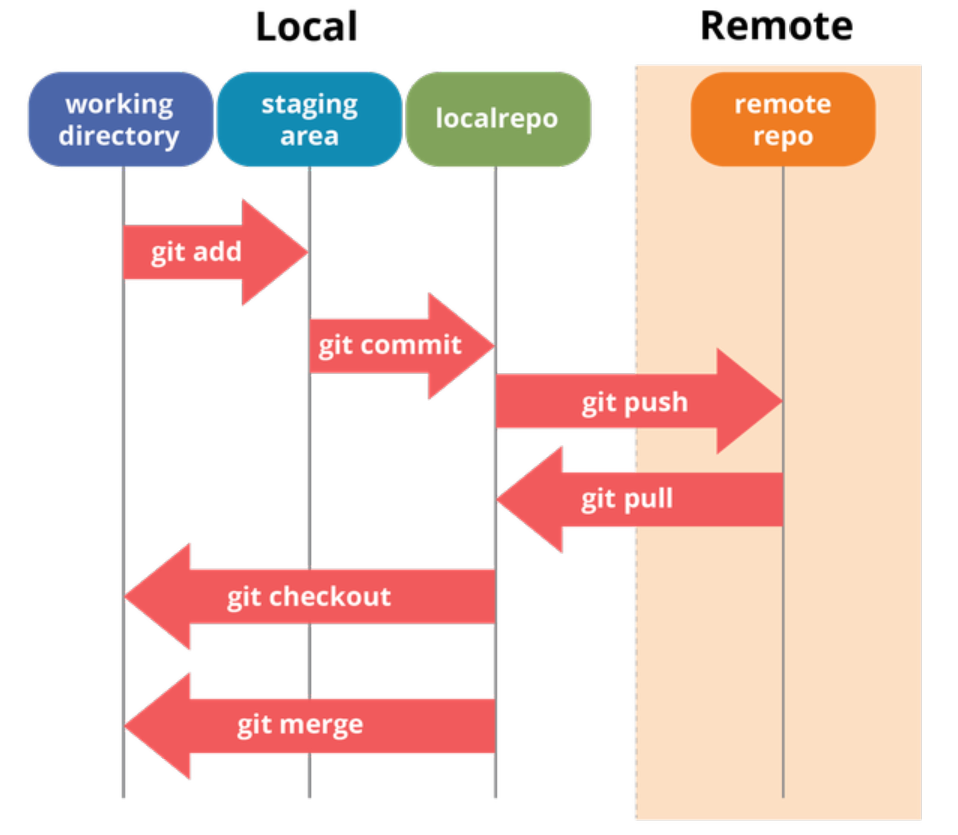 Local
Remote
working
directory
staging
area
localrepo
remote
repo
git add
git commit
git push
git pull
git checkout
git merge